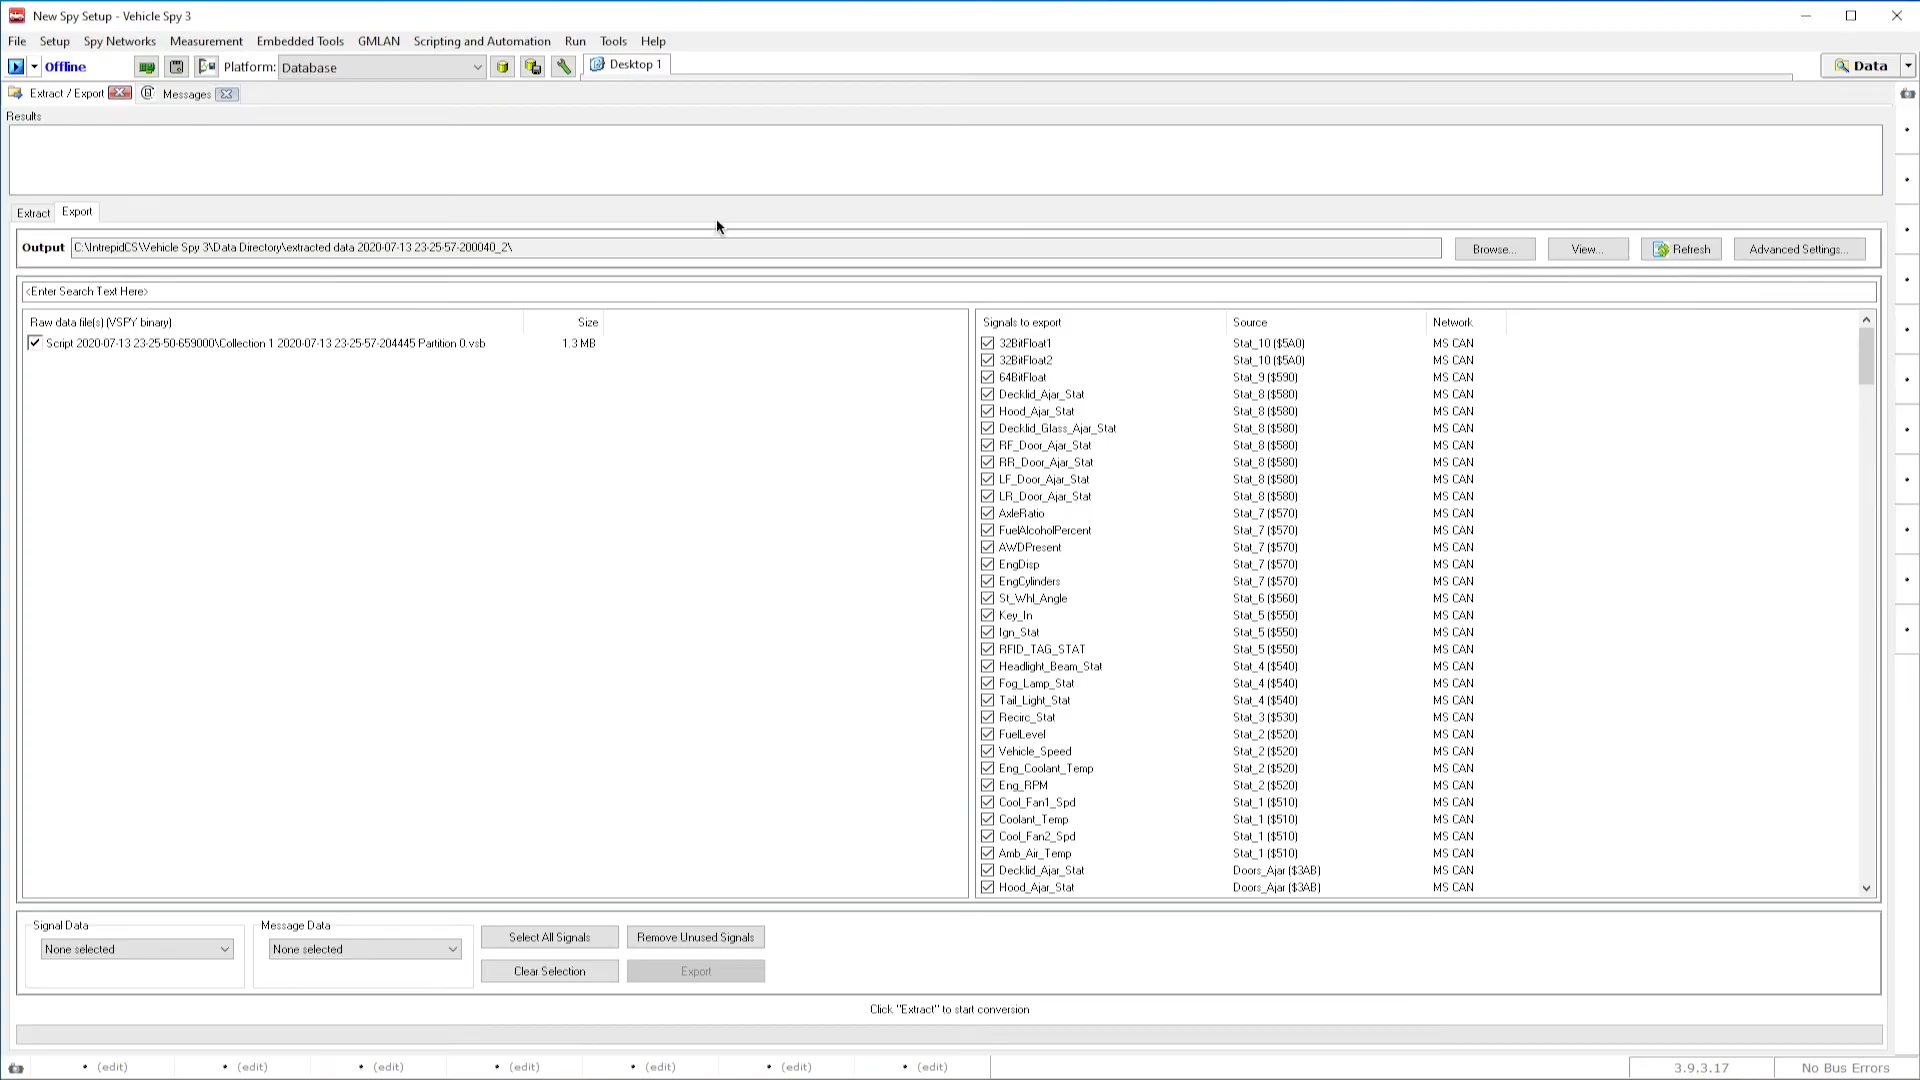 New Spy Setup - Vehicle Spy 3
File Setup Spy Networks Measurement Embedded Tools GMLAN Scripting and Automation Run Tools Help
Offline Platform: Database Desktop 1 Data
Extract / Export Messages
Results
Extract Export
Output C:\IntrepidCS\Vehicle Spy 3\Data Directory\extracted data 2020-07-13 23-25-57-200040_2\ Browse... View... Refresh Advanced Settings...
<Enter Search Text Here>
Raw data file(s) (VSPY binary) Size Signals to export Source Network
Script 2020-07-13 23-25-50-659000\Collection 1 2020-07-13 23-25-57-204445 Partition 0.vsb 1.3 MB 32BitFloat1 Stat_10 ($5A0) MS CAN
32BitFloat2 Stat_10 ($5A0) MS CAN
64BitFloat Stat_9 ($590) MS CAN
Decklid_Ajar_Stat Stat_8 ($580) MS CAN
Hood_Ajar_Stat Stat_8 ($580) MS CAN
Decklid_Glass_Ajar_Stat Stat_8 ($580) MS CAN
RF_Door_Ajar_Stat Stat_8 ($580) MS CAN
RR_Door_Ajar_Stat Stat_8 ($580) MS CAN
LF_Door_Ajar_Stat Stat_8 ($580) MS CAN
LR_Door_Ajar_Stat Stat_8 ($580) MS CAN
AxleRatio Stat_7 ($570) MS CAN
FuelAlcoholPercent Stat_7 ($570) MS CAN
AWDPresent Stat_7 ($570) MS CAN
EngDisp Stat_7 ($570) MS CAN
EngCylinders Stat_7 ($570) MS CAN
St_Whl_Angle Stat_6 ($560) MS CAN
Key_In Stat_5 ($550) MS CAN
Ign_Stat Stat_5 ($550) MS CAN
RFID_TAG_STAT Stat_5 ($550) MS CAN
Headlight_Beam_Stat Stat_4 ($540) MS CAN
Fog_Lamp_Stat Stat_4 ($540) MS CAN
Tail_Light_Stat Stat_4 ($540) MS CAN
Recirc_Stat Stat_3 ($530) MS CAN
FuelLevel Stat_2 ($520) MS CAN
Vehicle_Speed Stat_2 ($520) MS CAN
Eng_Coolant_Temp Stat_2 ($520) MS CAN
Eng_RPM Stat_2 ($520) MS CAN
Cool_Fan1_Spd Stat_1 ($510) MS CAN
Coolant_Temp Stat_1 ($510) MS CAN
Cool_Fan2_Spd Stat_1 ($510) MS CAN
Amb_Air_Temp Stat_1 ($510) MS CAN
Decklid_Ajar_Stat Doors_Ajar ($3AB) MS CAN
Hood_Ajar_Stat Doors_Ajar ($3AB) MS CAN
Signal Data Message Data
None selected None selected Select All Signals Remove Unused Signals
Clear Selection Export
Click "Extract" to start conversion
(edit) (edit) (edit) (edit) (edit) (edit) (edit) 3.9.3.17 No Bus Errors